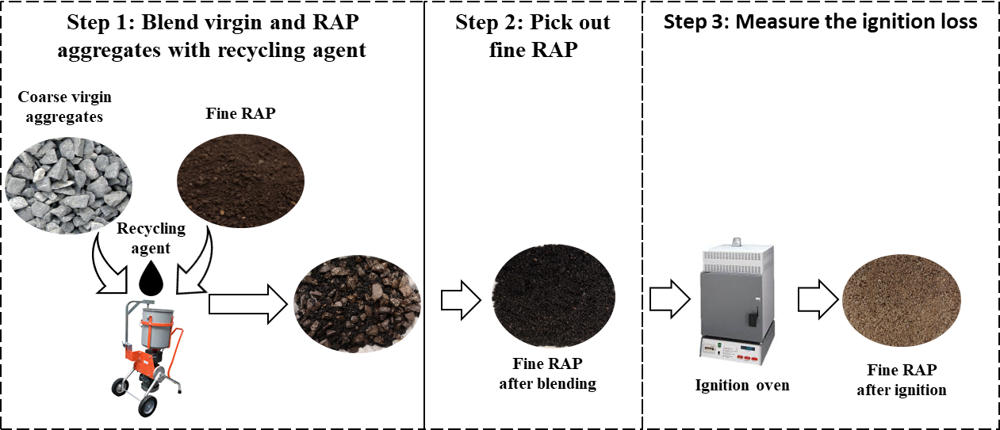 Step 1: Blend virgin and RAP
aggregates with recycling agent
Coarse virgin
aggregates
Fine RAP
Recycling
agent
Step 2: Pick out
fine RAP
Fine RAP
after blending
Step 3: Measure the ignition loss
Ignition oven
Fine RAP
after ignition